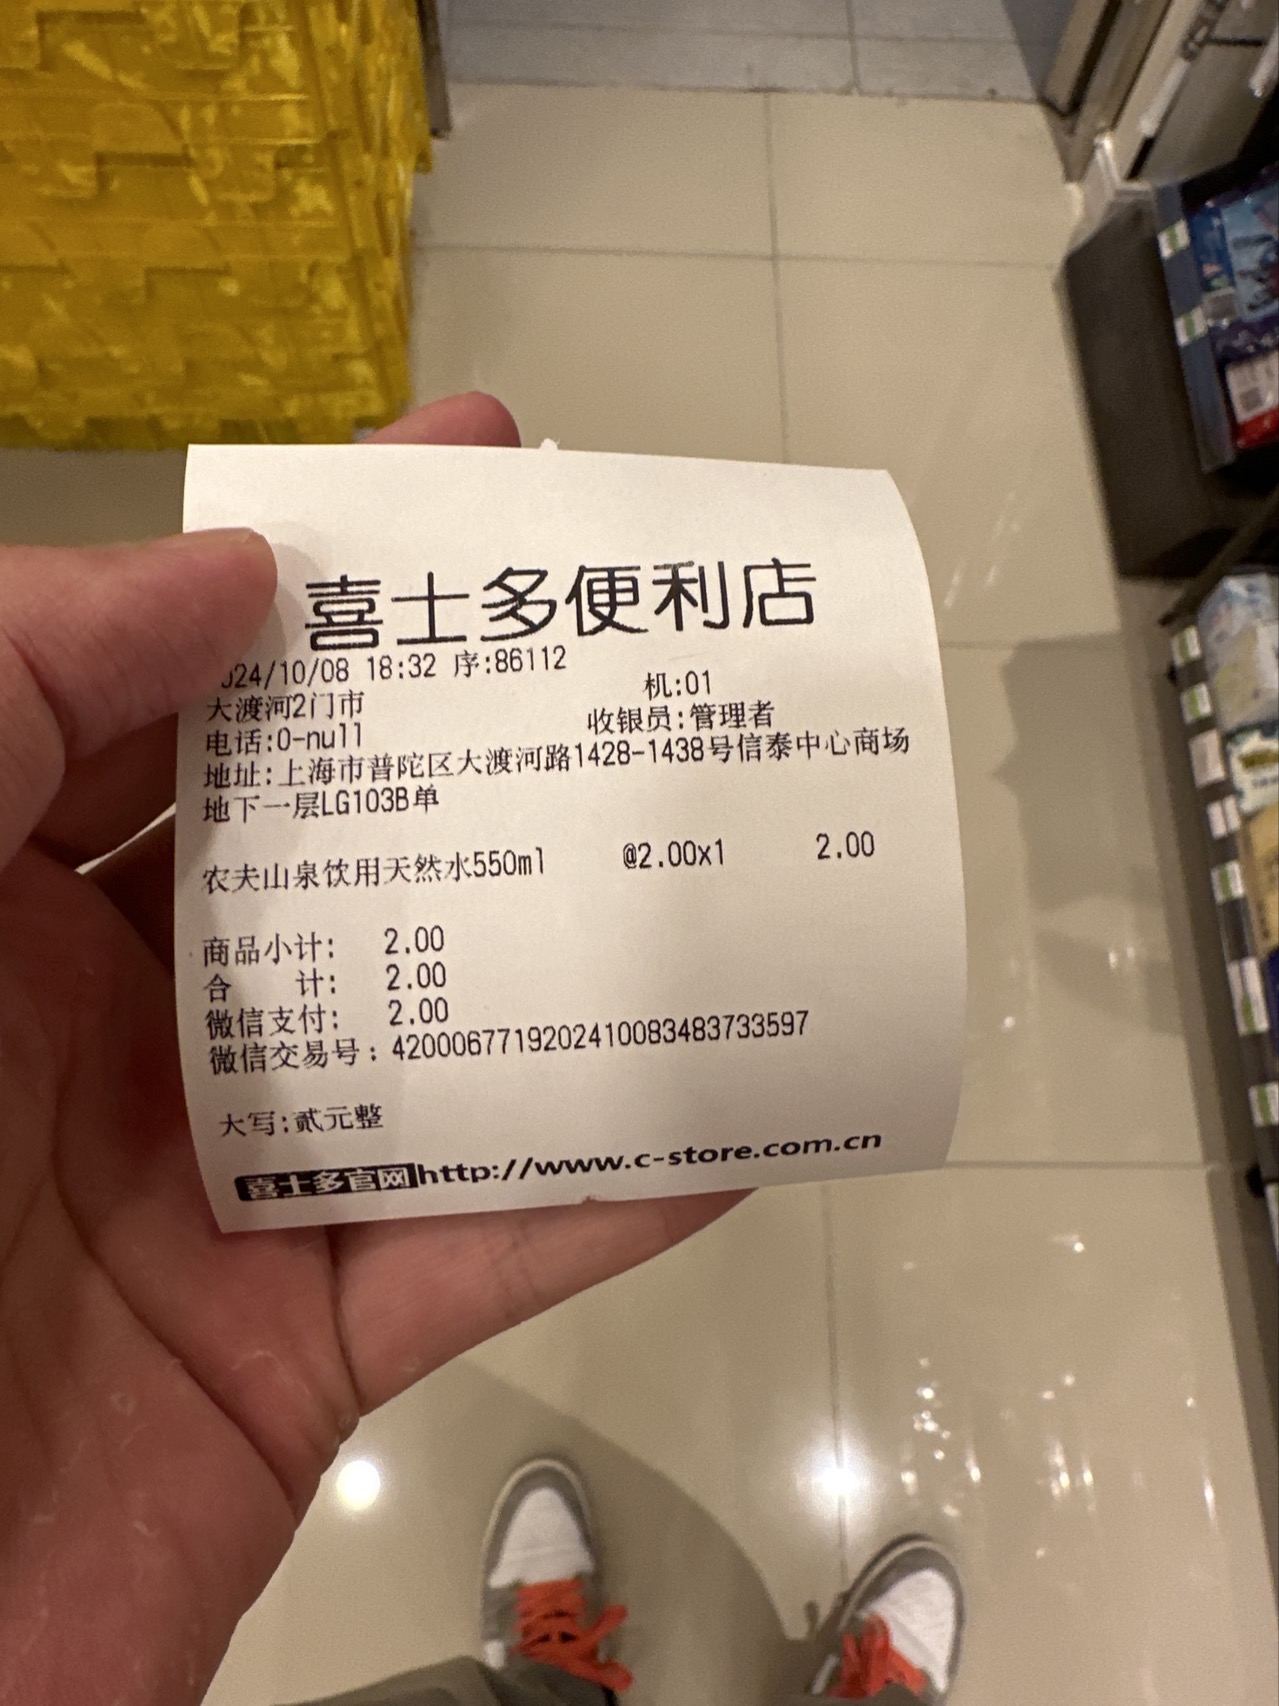 喜士多便利店
024/10/08 18:32 序:86112
大渡河2门市 机:01
电话:0-null 收银员:管理者
地址:上海市普陀区大渡河路1428-1438号信泰中心商场
地下一层LG103B单
农夫山泉饮用天然水550ml @2.00x1 2.00
商品小计: 2.00
合 计: 2.00
微信支付: 2.00
微信交易号: 4200067719202410083483733597
大写:贰元整
喜士多官网http://www.c-store.com.cn